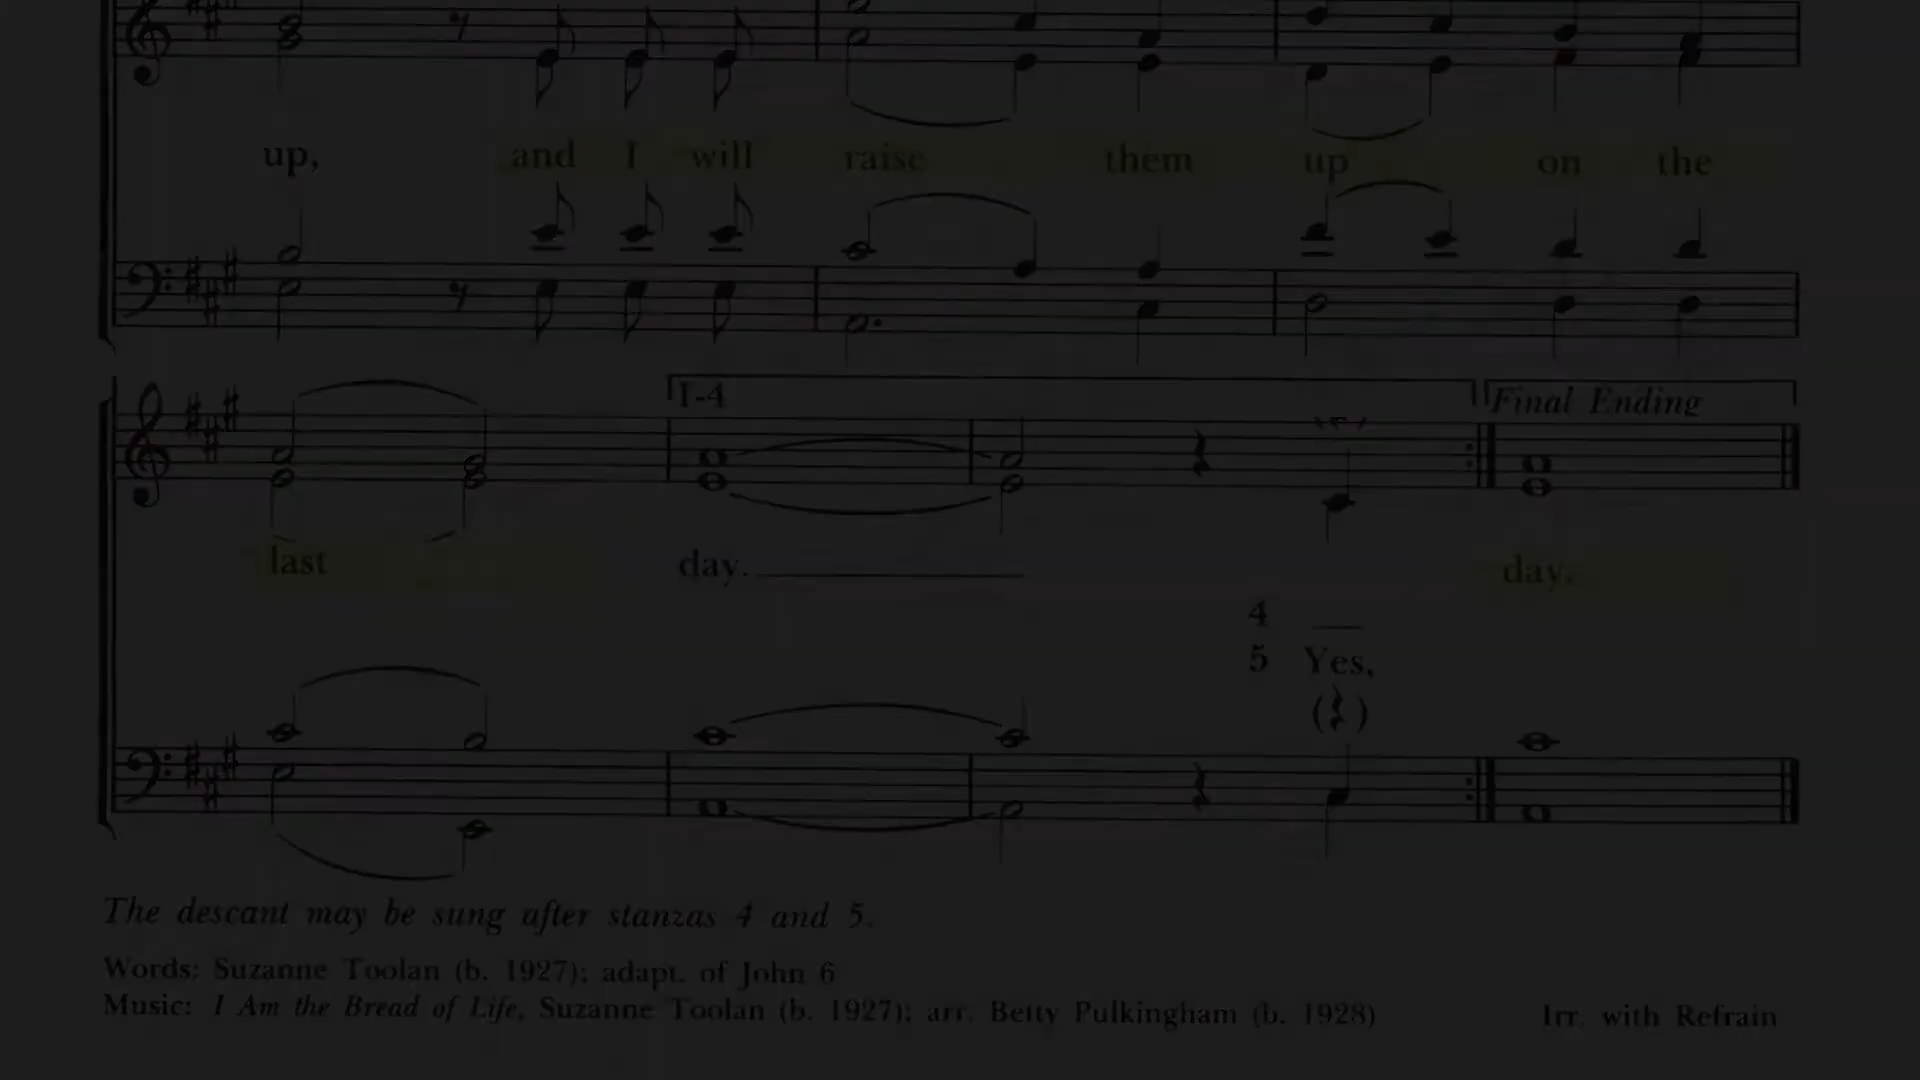 up, and I will raise them up on the
1-4 Final Ending
last day. day.
4
5 Yes,
The descant may be sung after stanzas 4 and 5.
Words: Suzanne Toolan (b. 1927); adapt. of John 6
Music: I Am the Bread of Life, Suzanne Toolan (b. 1927); arr. Betty Pulkingham (b. 1928) Irr. with Refrain